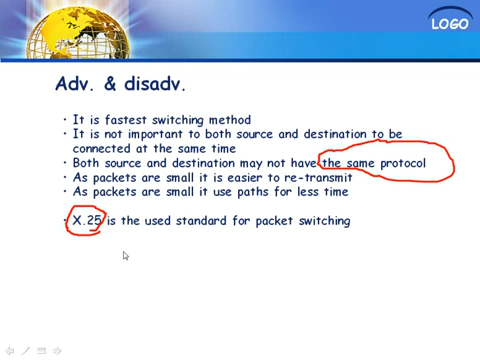 LOGO
Adv. & disadv.
• It is fastest switching method
• It is not important to both source and destination to be
connected at the same time
• Both source and destination may not have the same protocol
• As packets are small it is easier to re-transmit
• As packets are small it use paths for less time
• X.25 is the used standard for packet switching